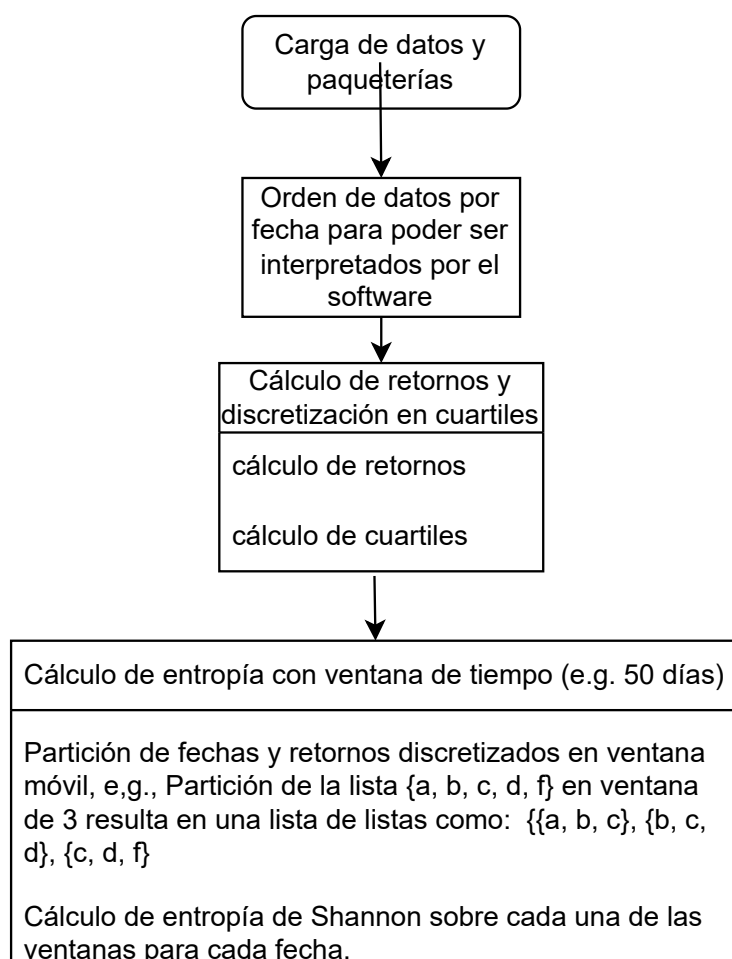 Carga de datos y
paqueterías
Orden de datos por
fecha para poder ser
interpretados por el
software
Cálculo de retornos y
discretización en cuartiles
cálculo de retornos
cálculo de cuartiles
Cálculo de entropía con ventana de tiempo (e.g. 50 días)
Partición de fechas y retornos discretizados en ventana
móvil, e,g., Partición de la lista {a, b, c, d, f} en ventana
de 3 resulta en una lista de listas como:  {{a, b, c}, {b, c,
d}, {c, d, f}
Cálculo de entropía de Shannon sobre cada una de las
ventanas para cada fecha.